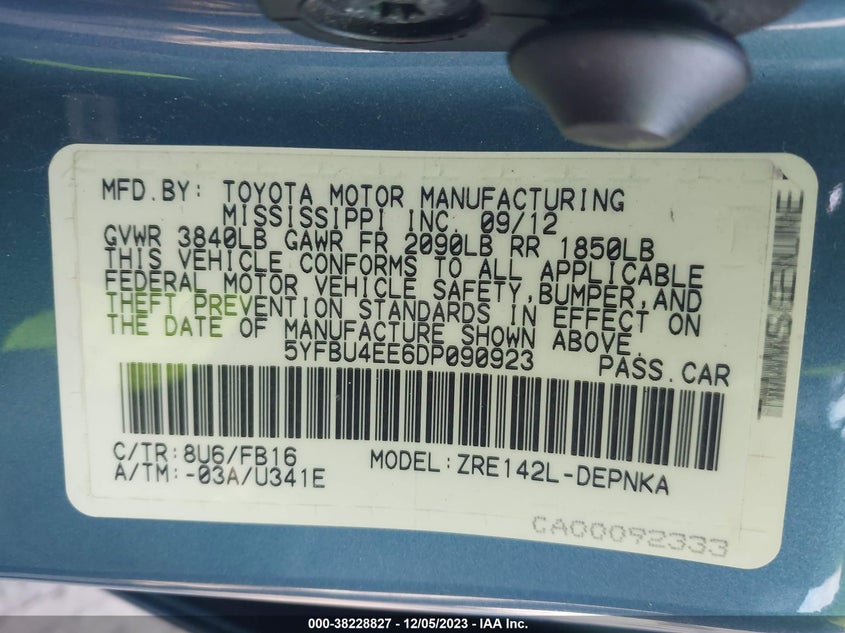 MFD.BY: TOYOTA MOTOR MANUFACTURING
MISSISSIPPI INC. 09/12
GVWR 3840LB GAWR FR 2090LB RR 1850LB
THIS VEHICLE CONFORMS TO ALL APPLICABLE
FEDERAL MOTOR VEHICLE SAFETY,BUMPER,AND
THEFT PREVENTION STANDARDS IN EFFECT ON
THE DATE OF MANUFACTURE SHOWN ABOVE.
5YFBU4EE6DP090923 PASS.CAR
C/TR:8U6/FB16 MODEL:ZRE142L-DEPNKA
A/TM:-03A/U341E
CA00092333
000-38228827 - 12/05/2023 - IAA Inc.